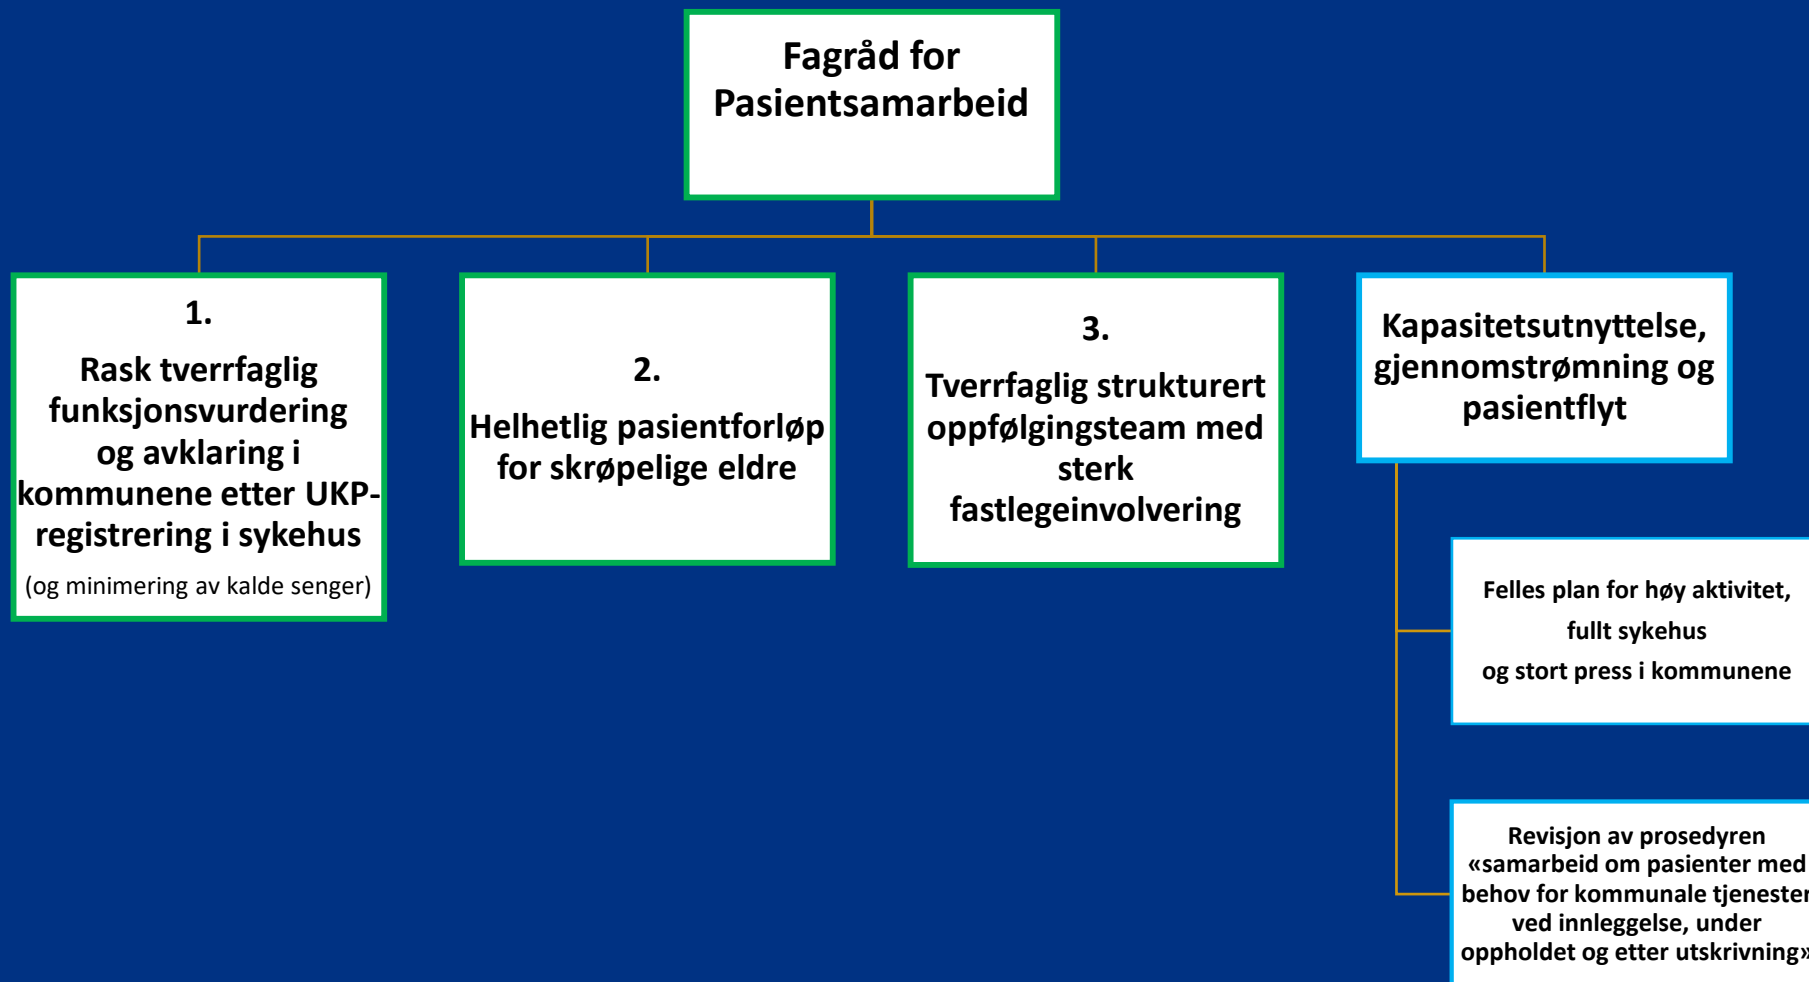 Fagråd for
Pasientsamarbeid
1.
Rask tverrfaglig
funksjonsvurdering
og avklaring i
kommunene etter UKP-
registrering i sykehus
(og minimering av kalde senger)
2.
Helhetlig pasientforløp
for skrøpelige eldre
3.
Tverrfaglig strukturert
oppfølgingsteam med
sterk
fastlegeinvolvering
Kapasitetsutnyttelse,
gjennomstrømning og
pasientflyt
Felles plan for høy aktivitet,
fullt sykehus
og stort press i kommunene
Revisjon av prosedyren
«samarbeid om pasienter med
behov for kommunale tjenester
ved innleggelse, under
oppholdet og etter utskrivning»